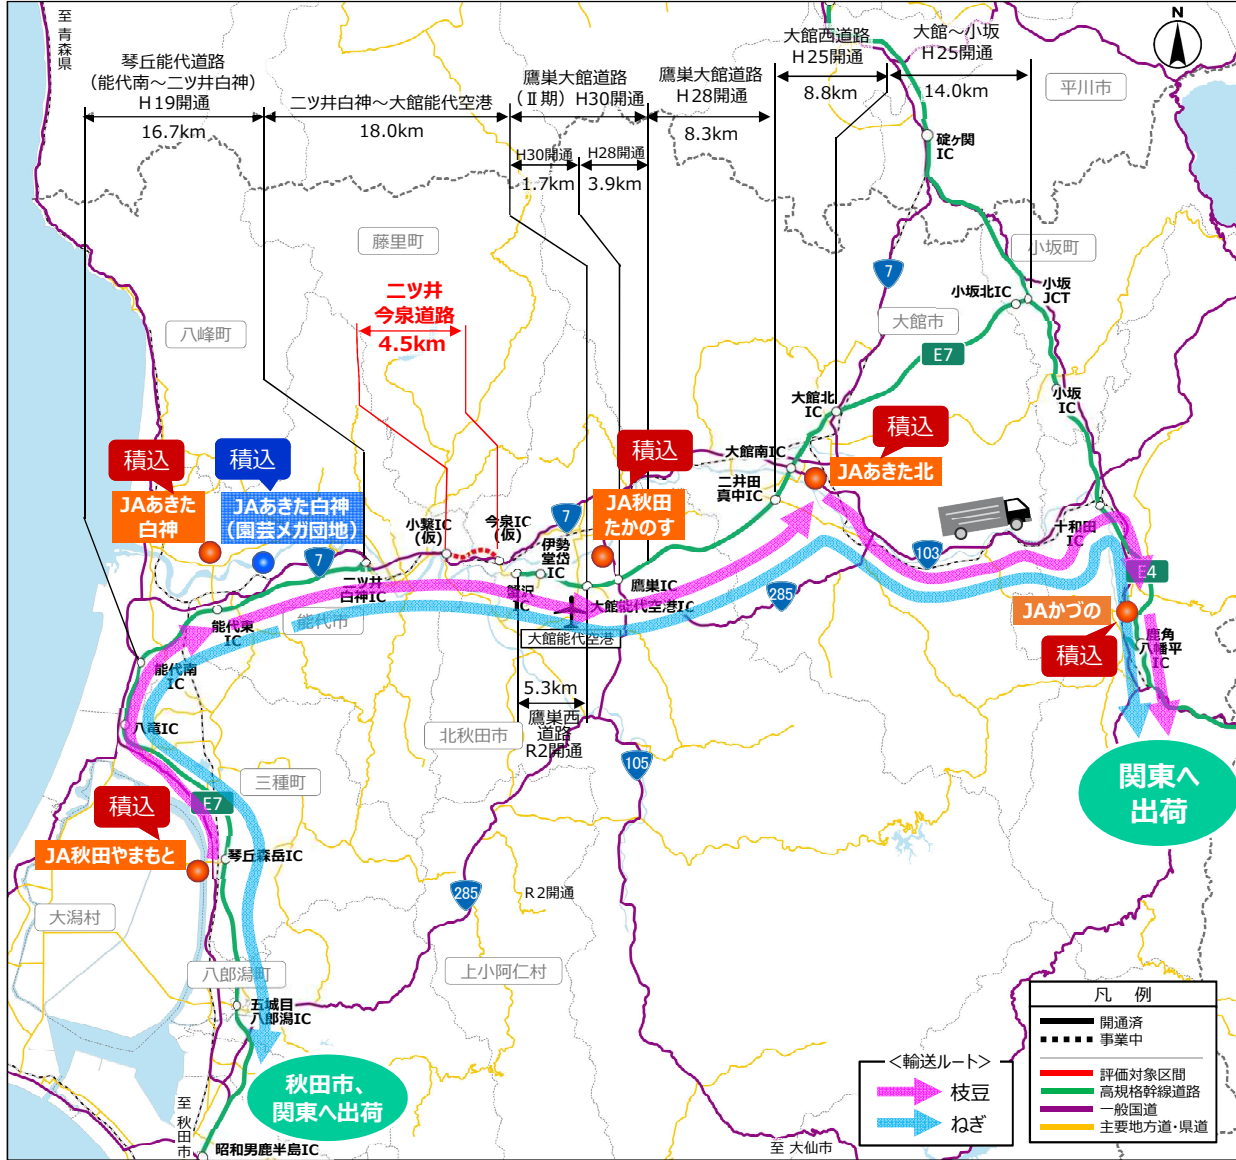 至青森県
琴丘能代道路
(能代南～二ツ井白神)
H19開通
16.7km
二ツ井白神～大館能代空港
18.0km
鷹巣大館道路
(Ⅱ期) H30開通
H30開通
1.7km
H28開通
3.9km
鷹巣大館道路
H28開通
8.3km
大館西道路
H25開通
8.8km
大館～小坂
H25開通
14.0km
N
平川市
碇ヶ関
IC
藤里町
小坂町
7
小坂北IC
小坂
JCT
二ツ井
今泉道路
4.5km
八峰町
大館市
E7
小坂
IC
大館北
IC
積込
JAあきた北
積込
JAあきた
白神
積込
JAあきた白神
(園芸メガ団地)
積込
JA秋田
たかのす
大館南IC
二井田
真中IC
小繋IC
(仮)
今泉IC
(仮)
7
伊勢
堂岱
IC
7
二ツ井
白神IC
蟹沢
IC
鷹巣IC
大館能代空港IC
大館能代空港
十和田
IC
103
285
E4
JAかづの
積込
鹿角
八幡平
IC
能代東
IC
能代市
能代南
IC
八竜IC
5.3km
鷹巣西
道路
R2開通
北秋田市
105
三種町
E7
積込
JA秋田やまもと
琴丘森岳IC
関東へ
出荷
285
R2開通
大潟村
八郎潟町
上小阿仁村
五城目
八郎潟IC
秋田市、
関東へ出荷
至秋田市
昭和男鹿半島IC
至 大仙市
＜輸送ルート＞
枝豆
ねぎ
凡 例
開通済
事業中
評価対象区間
高規格幹線道路
一般国道
主要地方道・県道